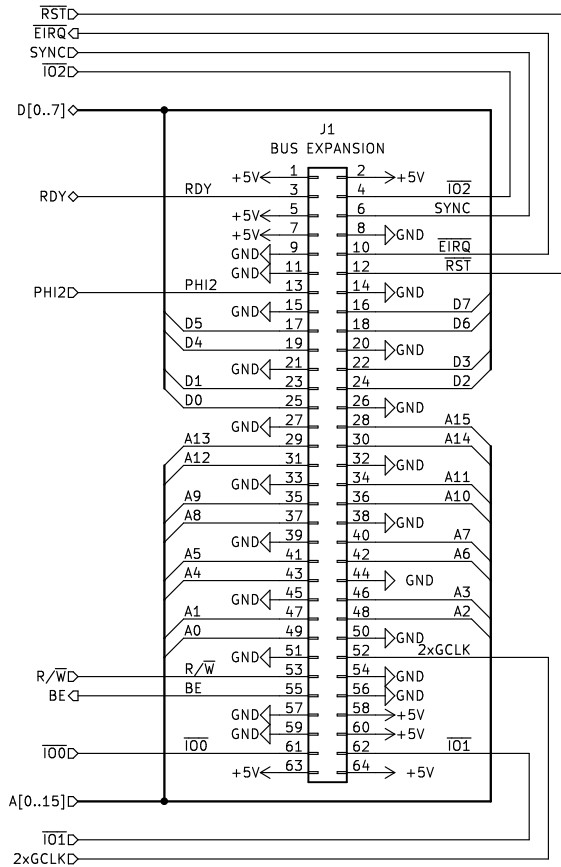 RST
EIRQ
SYNC
IO2
D[0..7]
J1
BUS EXPANSION
+5V 1 2 +5V
RDY RDY 3 4 IO2
+5V 5 6 SYNC
+5V 7 8 GND
GND 9 10 EIRQ
GND 11 12 RST
PHI2 PHI2 13 14 GND
GND 15 16 D7
D5 17 18 D6
D4 19 20 GND
GND 21 22 D3
D1 23 24 D2
D0 25 26 GND
GND 27 28 A15
A13 29 30 A14
A12 31 32 GND
GND 33 34 A11
A9 35 36 A10
A8 37 38 GND
GND 39 40 A7
A5 41 42 A6
A4 43 44 GND
GND 45 46 A3
A1 47 48 A2
A0 49 50 GND
GND 51 52 2xGCLK
R/W R/W 53 54 GND
BE BE 55 56 GND
GND 57 58 +5V
GND 59 60 +5V
IO0 IO0 61 62 IO1
+5V 63 64 +5V
A[0..15]
IO1
2xGCLK